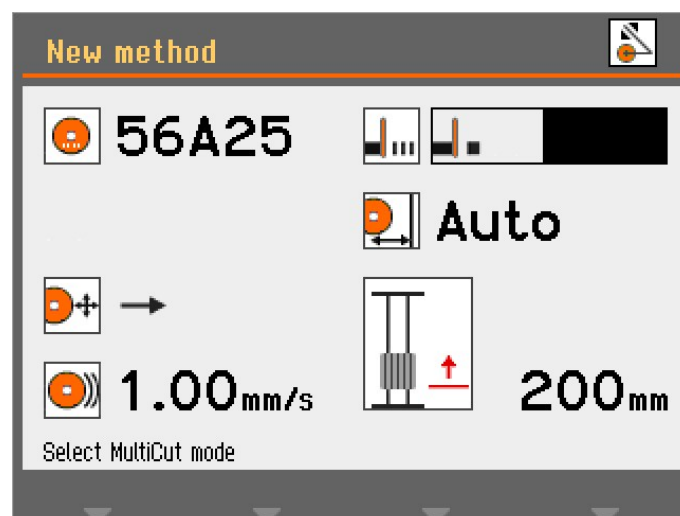 New method
56A25
Auto
→
1.00mm/s
200mm
Select MultiCut mode